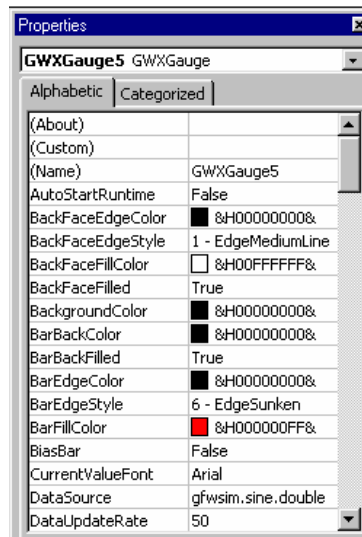 Properties
GWXGauge5 GWXGauge
Alphabetic Categorized
(About)
(Custom)
(Name) GWXGauge5
AutoStartRuntime False
BackFaceEdgeColor &H00000000&
BackFaceEdgeStyle 1 - EdgeMediumLine
BackFaceFillColor &H00FFFFFF&
BackFaceFilled True
BackgroundColor &H00000000&
BarBackColor &H00000000&
BarBackFilled True
BarEdgeColor &H00000000&
BarEdgeStyle 6 - EdgeSunken
BarFillColor &H000000FF&
BiasBar False
CurrentValueFont Arial
DataSource gfwsim.sine.double
DataUpdateRate 50